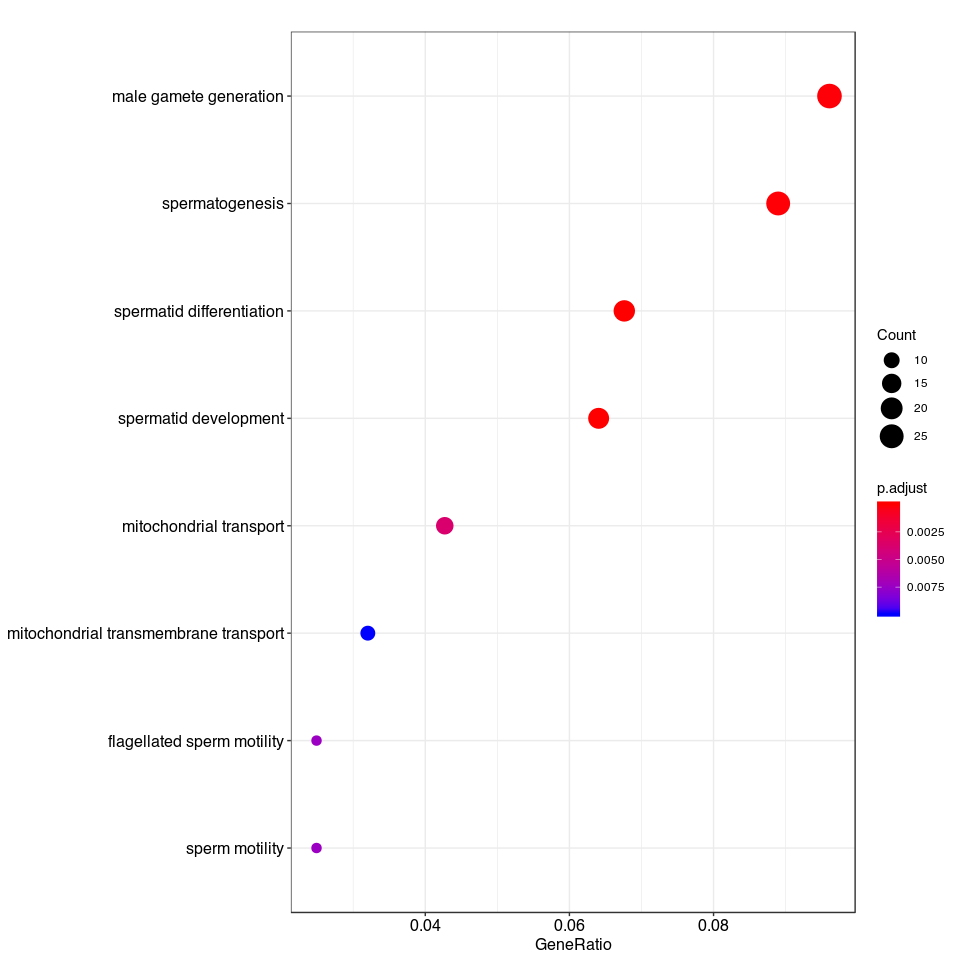 male gamete generation
spermatogenesis
spermatid differentiation
spermatid development
mitochondrial transport
mitochondrial transmembrane transport
flagellated sperm motility
sperm motility
0.04 0.06 0.08
GeneRatio
Count
10
15
20
25
p.adjust
0.0025
0.0050
0.0075